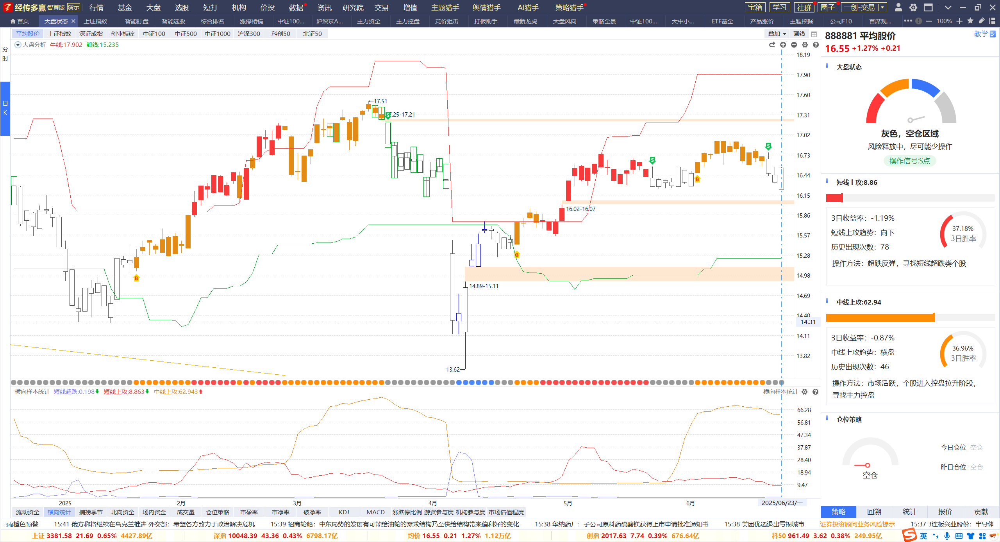 经传多赢 智尊版 演示 行情 基金 大盘 选股 短打 机构 价投 数据 资讯 研究院 交易 增值 主题猎手 舆情猎手 AI猎手 策略猎手 宝箱 学习 社群 圈子 一创-交易
首页 大盘状态 上证指数 智能盯盘 智能选股 综合排名 涨停棱镜 中证100... 沪深京A... 主力资金 主力控盘 竞价狙击 打板助手 最新龙虎 大盘风向 策略全景 中证100... 大中小... ETF基金 产品涨价 主题挖掘 公司F10 首席观... 100%
平均股价 上证指数 深证成指 创业板综 中证100 中证500 中证1000 沪深300 科创50 北证50 叠加 画线
大盘分析 牛线:17.902 熊线:15.235
分时
日K
18.19
17.90
17.60
17.31
17.02
16.73
16.44
16.15
15.86
15.57
15.28
14.98
14.69
14.40
14.31
14.11
13.82
←17.51
7.25-17.21
S
S
S
B
B
B
16.02-16.07
14.89-15.11
13.62→
横向样本统计 短线超跌:0.198 短线上攻:8.863 中线上攻:62.943 横向样本统计
66.28
56.81
47.34
37.87
28.40
18.94
9.47
2025 2月 3月 4月 5月 6月 2025/06/23/一
流动资金 横向统计 捕捞季节 北向资金 场内资金 成交量 仓位策略 市盈率 市净率 破净率 KDJ MACD 涨跌停比例 游资参与度 机构参与度 市场估值程度
888881 平均股价 教学
16.55 +1.27% +0.21
大盘状态
灰色，空仓区域
风险释放中，尽可能少操作
操作信号:S点
短线上攻:8.86
3日收益率：-1.19%
短线上攻趋势：向下
历史出现次数：78
37.18%
3日胜率
操作方法：超跌反弹，寻找短线超跌类个股
中线上攻:62.94
3日收益率：-0.87%
中线上攻趋势：横盘
历史出现次数：46
36.96%
3日胜率
操作方法：市场活跃，个股进入控盘拉升阶段，
寻找主力控盘
仓位策略
空仓
今日仓位 空仓
昨日仓位 空仓
策略 回溯 统计 报价 贡献
雨橙色预警 15:41 俄方称将继续在乌克兰推进 外交部：希望各方致力于政治解决危机 15:39 招商轮船：中东局势的发展有可能给油轮的需求结构乃至供给结构带来偏利好的变化 15:38 华纳药厂：子公司原料药硫酸镁获得上市申请批准通知书 15:38 美团优选退出亏损城市 证券投资顾问业务风险提示 15:37 3连板兴业股份：半导体
上证 3381.58 21.69 0.65% 4427.89亿 深指 10048.39 43.36 0.43% 6798.17亿 均价 16.55 0.21 1.27% 1.12万亿 创指 2017.63 7.74 0.39% 676.64亿 科50 961.49 3.62 0.38% 249.95亿 英